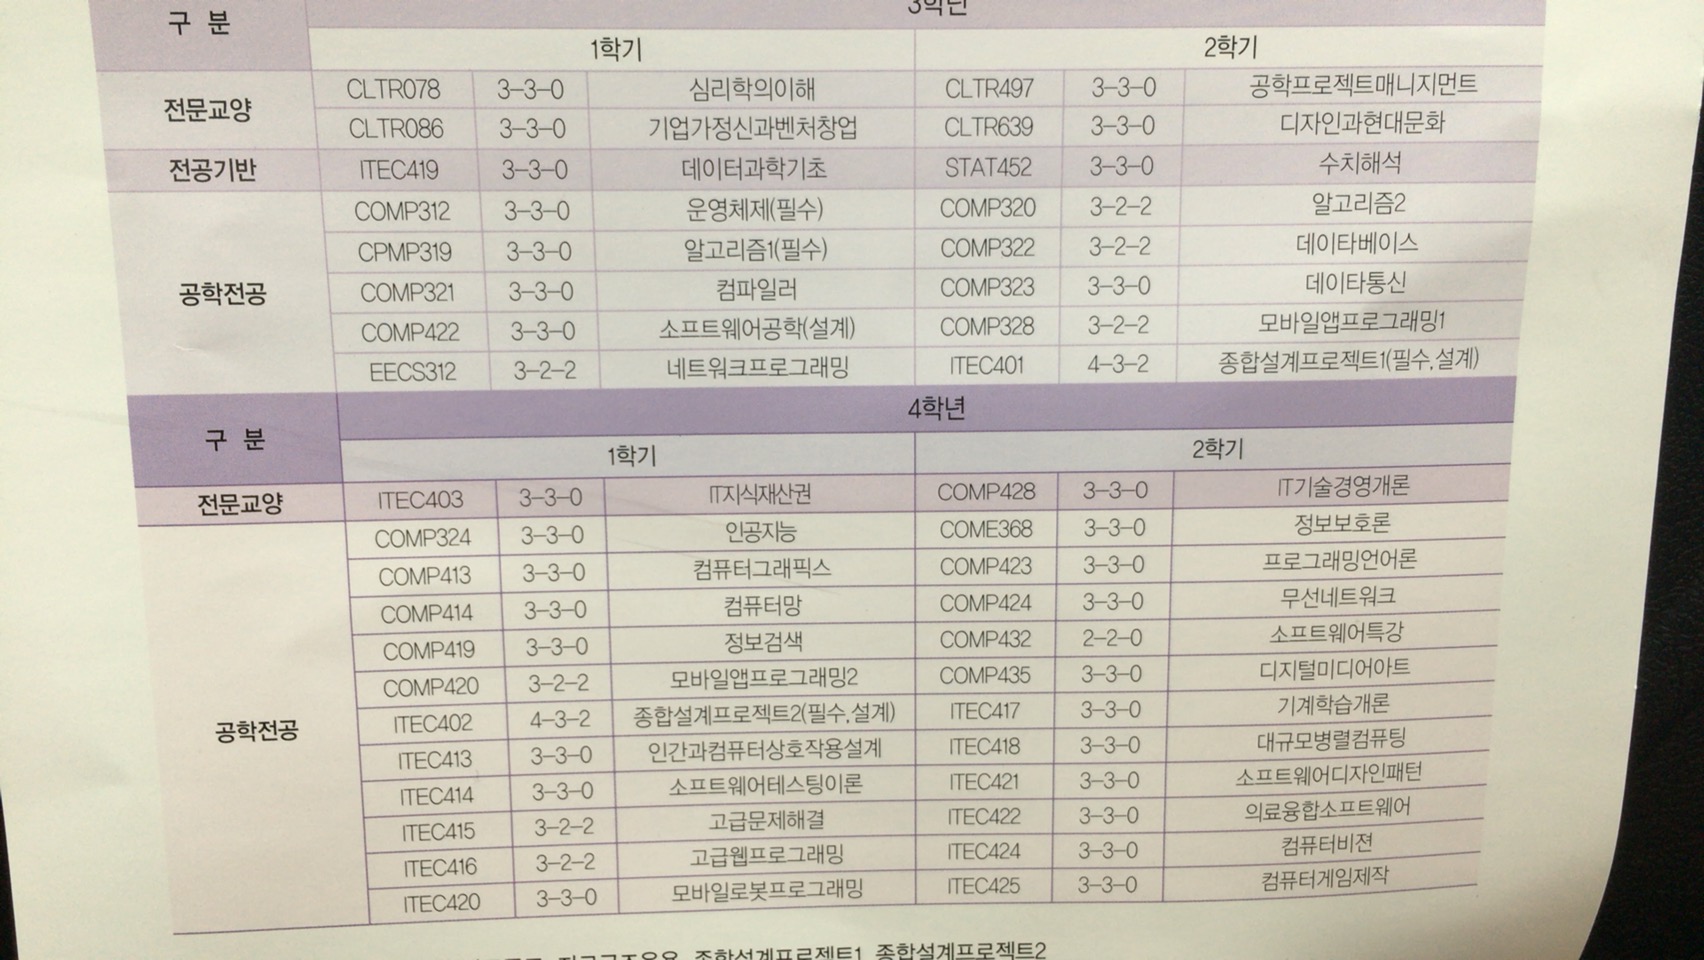 구 분
3학년
1학기 2학기
전문교양
CLTR078 3-3-0 심리학의이해 CLTR497 3-3-0 공학프로젝트매니지먼트
CLTR086 3-3-0 기업가정신과벤처창업 CLTR639 3-3-0 디자인과현대문화
전공기반 ITEC419 3-3-0 데이터과학기초 STAT452 3-3-0 수치해석
공학전공
COMP312 3-3-0 운영체제(필수) COMP320 3-2-2 알고리즘2
CPMP319 3-3-0 알고리즘1(필수) COMP322 3-2-2 데이타베이스
COMP321 3-3-0 컴파일러 COMP323 3-3-0 데이타통신
COMP422 3-3-0 소프트웨어공학(설계) COMP328 3-2-2 모바일앱프로그래밍1
EECS312 3-2-2 네트워크프로그래밍 ITEC401 4-3-2 종합설계프로젝트1(필수,설계)
구 분
4학년
1학기 2학기
전문교양 ITEC403 3-3-0 IT지식재산권 COMP428 3-3-0 IT기술경영개론
공학전공
COMP324 3-3-0 인공지능 COME368 3-3-0 정보보호론
COMP413 3-3-0 컴퓨터그래픽스 COMP423 3-3-0 프로그래밍언어론
COMP414 3-3-0 컴퓨터망 COMP424 3-3-0 무선네트워크
COMP419 3-3-0 정보검색 COMP432 2-2-0 소프트웨어특강
COMP420 3-2-2 모바일앱프로그래밍2 COMP435 3-3-0 디지털미디어아트
ITEC402 4-3-2 종합설계프로젝트2(필수,설계) ITEC417 3-3-0 기계학습개론
ITEC413 3-3-0 인간과컴퓨터상호작용설계 ITEC418 3-3-0 대규모병렬컴퓨팅
ITEC414 3-3-0 소프트웨어테스팅이론 ITEC421 3-3-0 소프트웨어디자인패턴
ITEC415 3-2-2 고급문제해결 ITEC422 3-3-0 의료융합소프트웨어
ITEC416 3-2-2 고급웹프로그래밍 ITEC424 3-3-0 컴퓨터비젼
ITEC420 3-3-0 모바일로봇프로그래밍 ITEC425 3-3-0 컴퓨터게임제작
종합설계프로젝트1, 종합설계프로젝트2